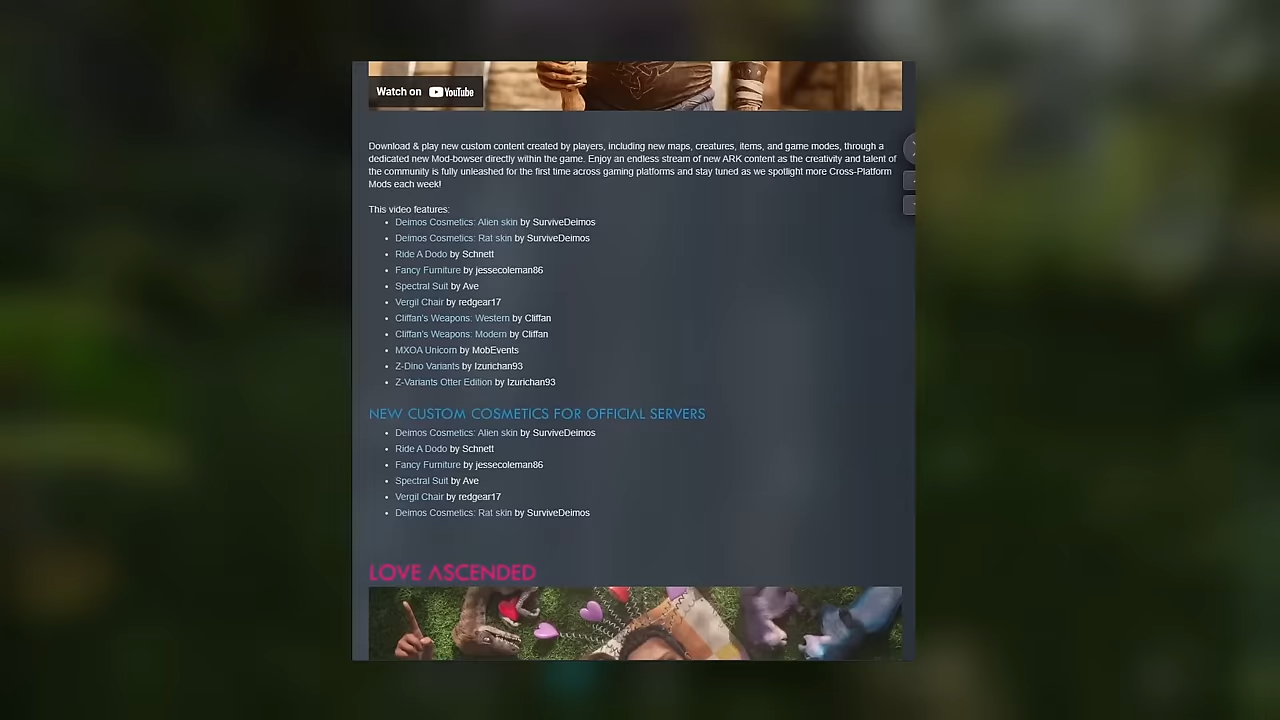 Watch on YouTube
Download & play new custom content created by players, including new maps, creatures, items, and game modes, through a
dedicated new Mod-bowser directly within the game. Enjoy an endless stream of new ARK content as the creativity and talent of
the community is fully unleashed for the first time across gaming platforms and stay tuned as we spotlight more Cross-Platform
Mods each week!
This video features:
• Deimos Cosmetics: Alien skin by SurviveDeimos
• Deimos Cosmetics: Rat skin by SurviveDeimos
• Ride A Dodo by Schnett
• Fancy Furniture by jessecoleman86
• Spectral Suit by Ave
• Vergil Chair by redgear17
• Cliffan's Weapons: Western by Cliffan
• Cliffan's Weapons: Modern by Cliffan
• MXOA Unicorn by MobEvents
• Z-Dino Variants by Izurichan93
• Z-Variants Otter Edition by Izurichan93
NEW CUSTOM COSMETICS FOR OFFICIAL SERVERS
• Deimos Cosmetics: Alien skin by SurviveDeimos
• Ride A Dodo by Schnett
• Fancy Furniture by jessecoleman86
• Spectral Suit by Ave
• Vergil Chair by redgear17
• Deimos Cosmetics: Rat skin by SurviveDeimos
LOVE ASCENDED